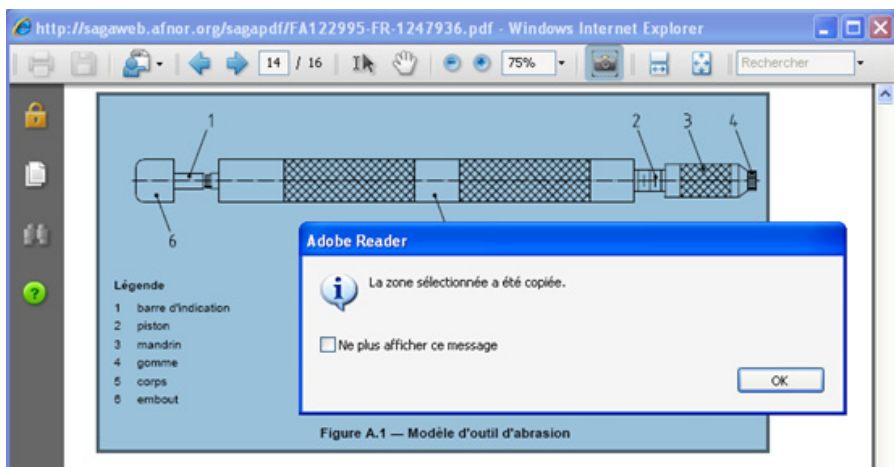 http://sagaweb.afnor.org/sagapdf/FA122995-FR-1247936.pdf - Windows Internet Explorer
14 / 16 75% Rechercher
1 2 3 4
6
Adobe Reader
La zone sélectionnée a été copiée.
Ne plus afficher ce message
OK
Légende
1 barre d'indication
2 piston
3 mandrin
4 gomme
5 corps
6 embout
Figure A.1 — Modèle d'outil d'abrasion